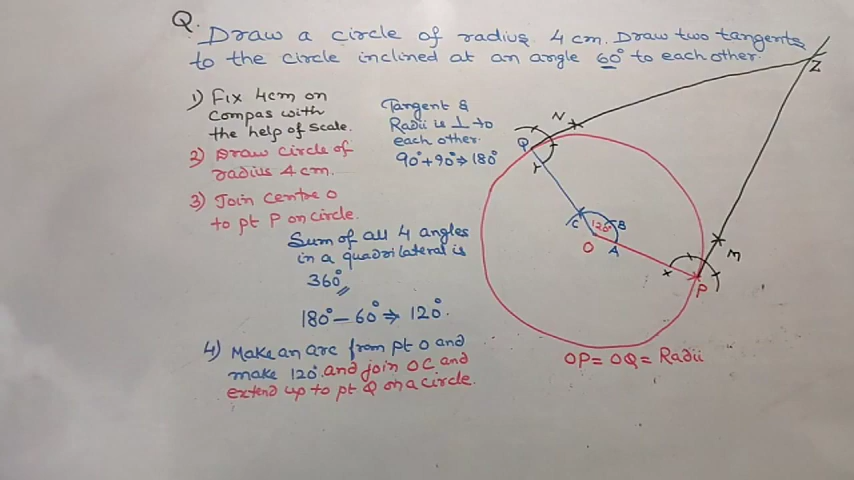 Q. Draw a circle of radius 4 cm. Draw two tangents
to the circle inclined at an angle 60° to each other.
1) Fix 4cm on
compas with
the help of scale.
2) Draw circle of
radius 4 cm.
3) Join centre O
to pt P on circle.
Tangent &
Radii is ⊥ to
each other.
90°+90°⇒180°
Sum of all 4 angles
in a quadrilateral is
360°
180°-60°⇒120°.
4) Make an arc from pt O and
make 120° and join OC and
extend up to pt Q on a circle.
Z
N
Q
Y
C
120°
B
O
A
M
X
P
OP=OQ=Radii